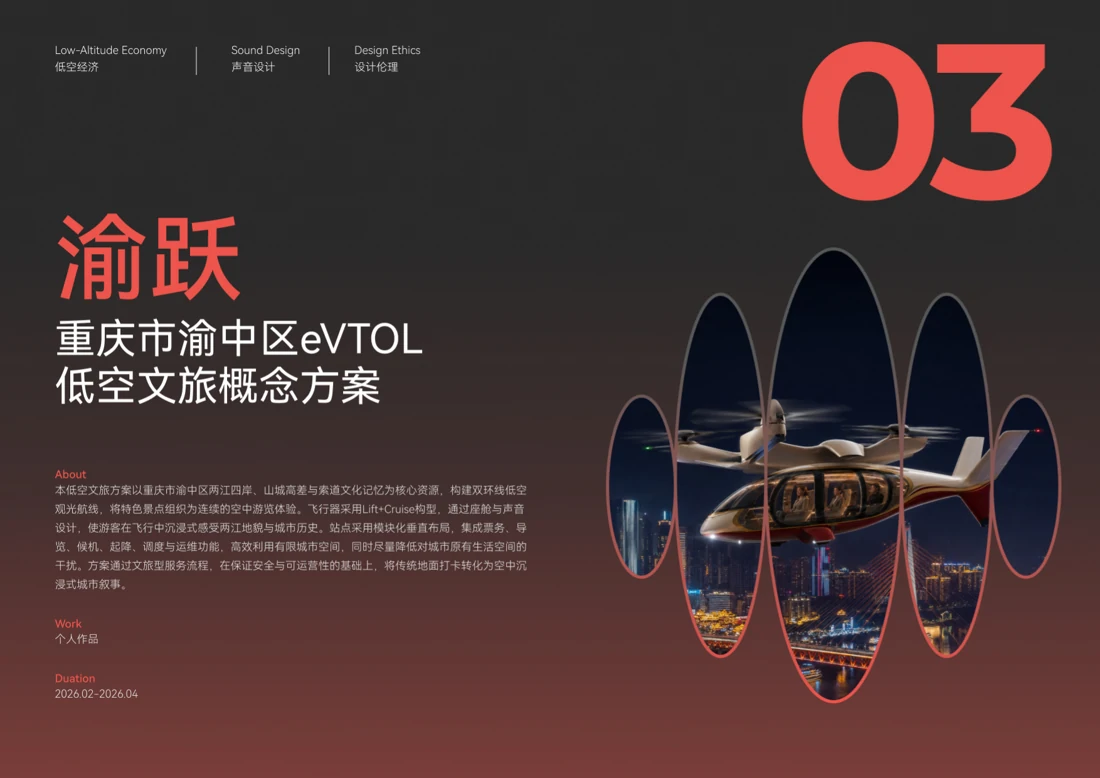 Low-Altitude Economy
低空经济
Sound Design
声音设计
Design Ethics
设计伦理
03
渝跃
重庆市渝中区eVTOL
低空文旅概念方案
About
本低空文旅方案以重庆市渝中区两江四岸、山城高差与索道文化记忆为核心资源，构建双环线低空
观光航线，将特色景点组织为连续的空中游览体验。飞行器采用Lift+Cruise构型，通过座舱与声音
设计，使游客在飞行中沉浸式感受两江地貌与城市历史。站点采用模块化垂直布局，集成票务、导
览、候机、起降、调度与运维功能，高效利用有限城市空间，同时尽量降低对城市原有生活空间的
干扰。方案通过文旅型服务流程，在保证安全与可运营性的基础上，将传统地面打卡转化为空中沉
浸式城市叙事。
Work
个人作品
Duation
2026.02-2026.04